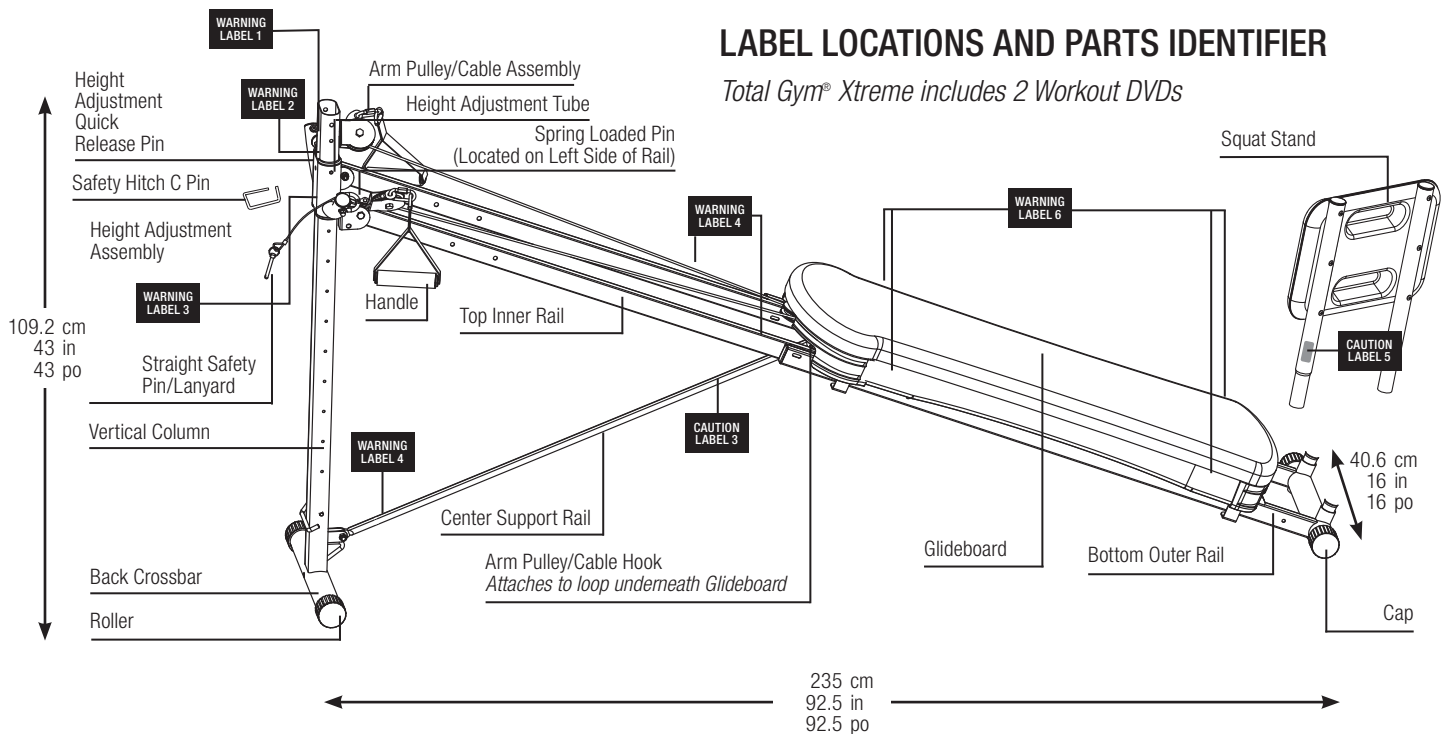 LABEL LOCATIONS AND PARTS IDENTIFIER
Total Gym® Xtreme includes 2 Workout DVDs
WARNING
LABEL 1
Height
Adjustment
Quick
Release Pin
WARNING
LABEL 2
Arm Pulley/Cable Assembly
Height Adjustment Tube
Spring Loaded Pin
(Located on Left Side of Rail)
Squat Stand
Safety Hitch C Pin
WARNING
LABEL 4
WARNING
LABEL 6
Height Adjustment
Assembly
WARNING
LABEL 3
Handle
Top Inner Rail
109.2 cm
43 in
43 po
CAUTION
LABEL 5
Straight Safety
Pin/Lanyard
Vertical Column
WARNING
LABEL 4
CAUTION
LABEL 3
40.6 cm
16 in
16 po
Center Support Rail
Arm Pulley/Cable Hook
Attaches to loop underneath Glideboard
Glideboard
Bottom Outer Rail
Back Crossbar
Roller
Cap
235 cm
92.5 in
92.5 po